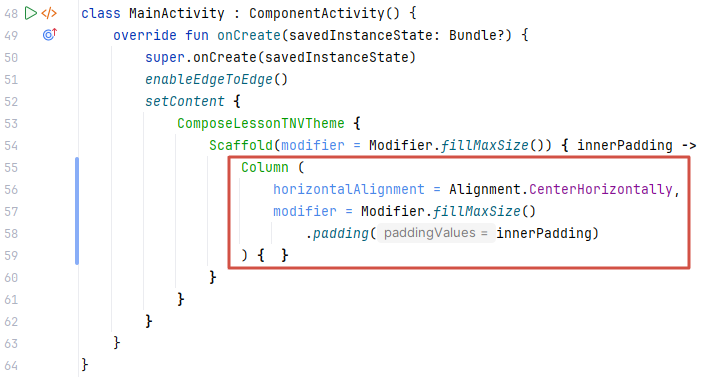 48 </> class MainActivity : ComponentActivity() {
49 override fun onCreate(savedInstanceState: Bundle?) {
50 super.onCreate(savedInstanceState)
51 enableEdgeToEdge()
52 setContent {
53 ComposeLessonTNVTheme {
54 Scaffold(modifier = Modifier.fillMaxSize()) { innerPadding ->
55 Column (
56 horizontalAlignment = Alignment.CenterHorizontally,
57 modifier = Modifier.fillMaxSize()
58 .padding( paddingValues = innerPadding)
59 ) { }
60 }
61 }
62 }
63 }
64 }